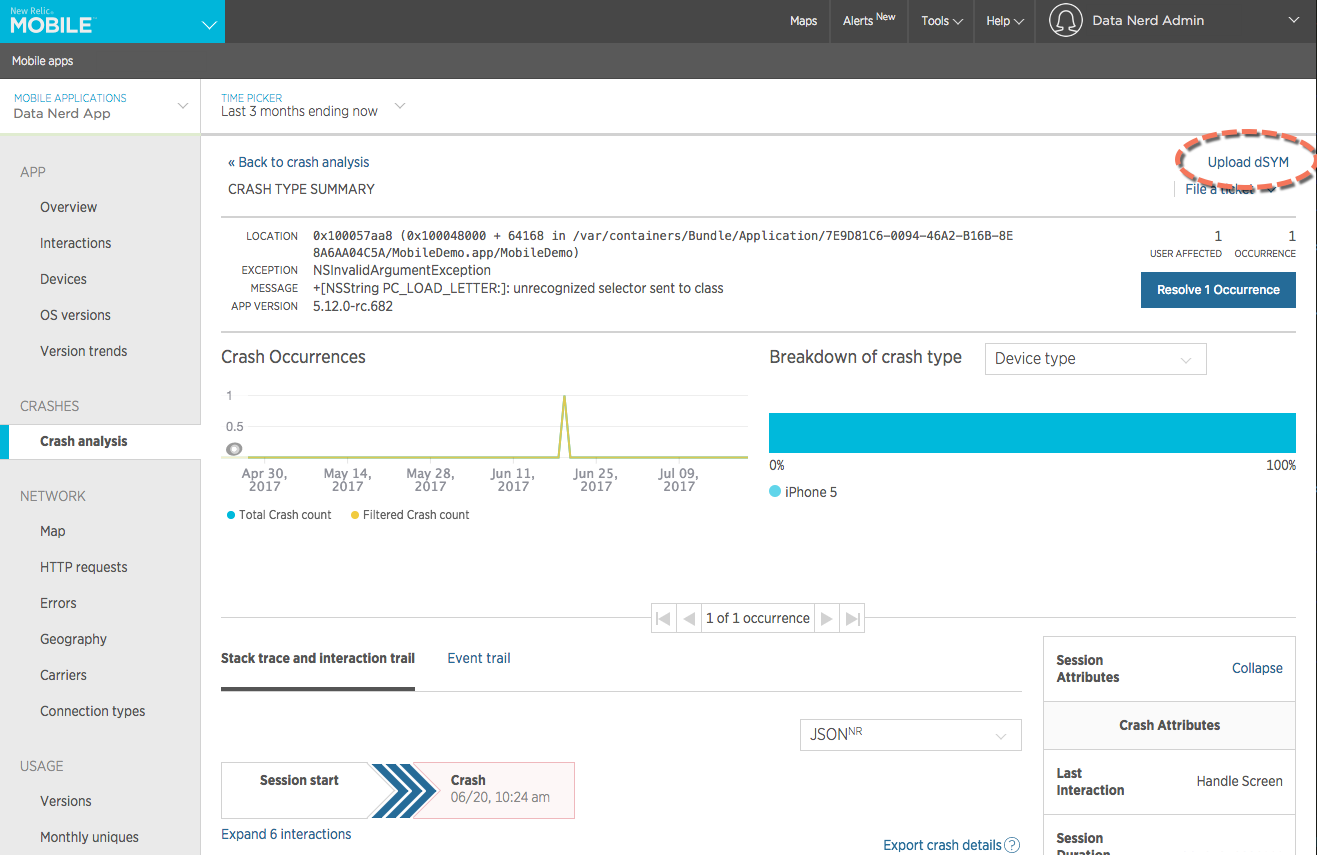 New Relic
MOBILE
Maps
Alerts New
Tools
Help
Data Nerd Admin
Mobile apps
MOBILE APPLICATIONS
Data Nerd App
TIME PICKER
Last 3 months ending now
APP
Overview
Interactions
Devices
OS versions
Version trends
CRASHES
Crash analysis
NETWORK
Map
HTTP requests
Errors
Geography
Carriers
Connection types
USAGE
Versions
Monthly uniques
« Back to crash analysis
Upload dSYM
CRASH TYPE SUMMARY
File a ticket
LOCATION 0x100057aa8 (0x100048000 + 64168 in /var/containers/Bundle/Application/7E9D81C6-0094-46A2-B16B-8E
8A6AA04C5A/MobileDemo.app/MobileDemo)
EXCEPTION NSInvalidArgumentException
MESSAGE +[NSString PC_LOAD_LETTER:]: unrecognized selector sent to class
APP VERSION 5.12.0-rc.682
1 1
USER AFFECTED OCCURRENCE
Resolve 1 Occurrence
Crash Occurrences
1
0.5
Apr 30, May 14, May 28, Jun 11, Jun 25, Jul 09,
2017 2017 2017 2017 2017 2017
Total Crash count Filtered Crash count
Breakdown of crash type
Device type
0% 100%
iPhone 5
1 of 1 occurrence
Stack trace and interaction trail
Event trail
JSONNR
Session start
Crash
06/20, 10:24 am
Expand 6 interactions
Export crash details ?
Session
Attributes
Collapse
Crash Attributes
Last
Interaction
Handle Screen
Session
Duration